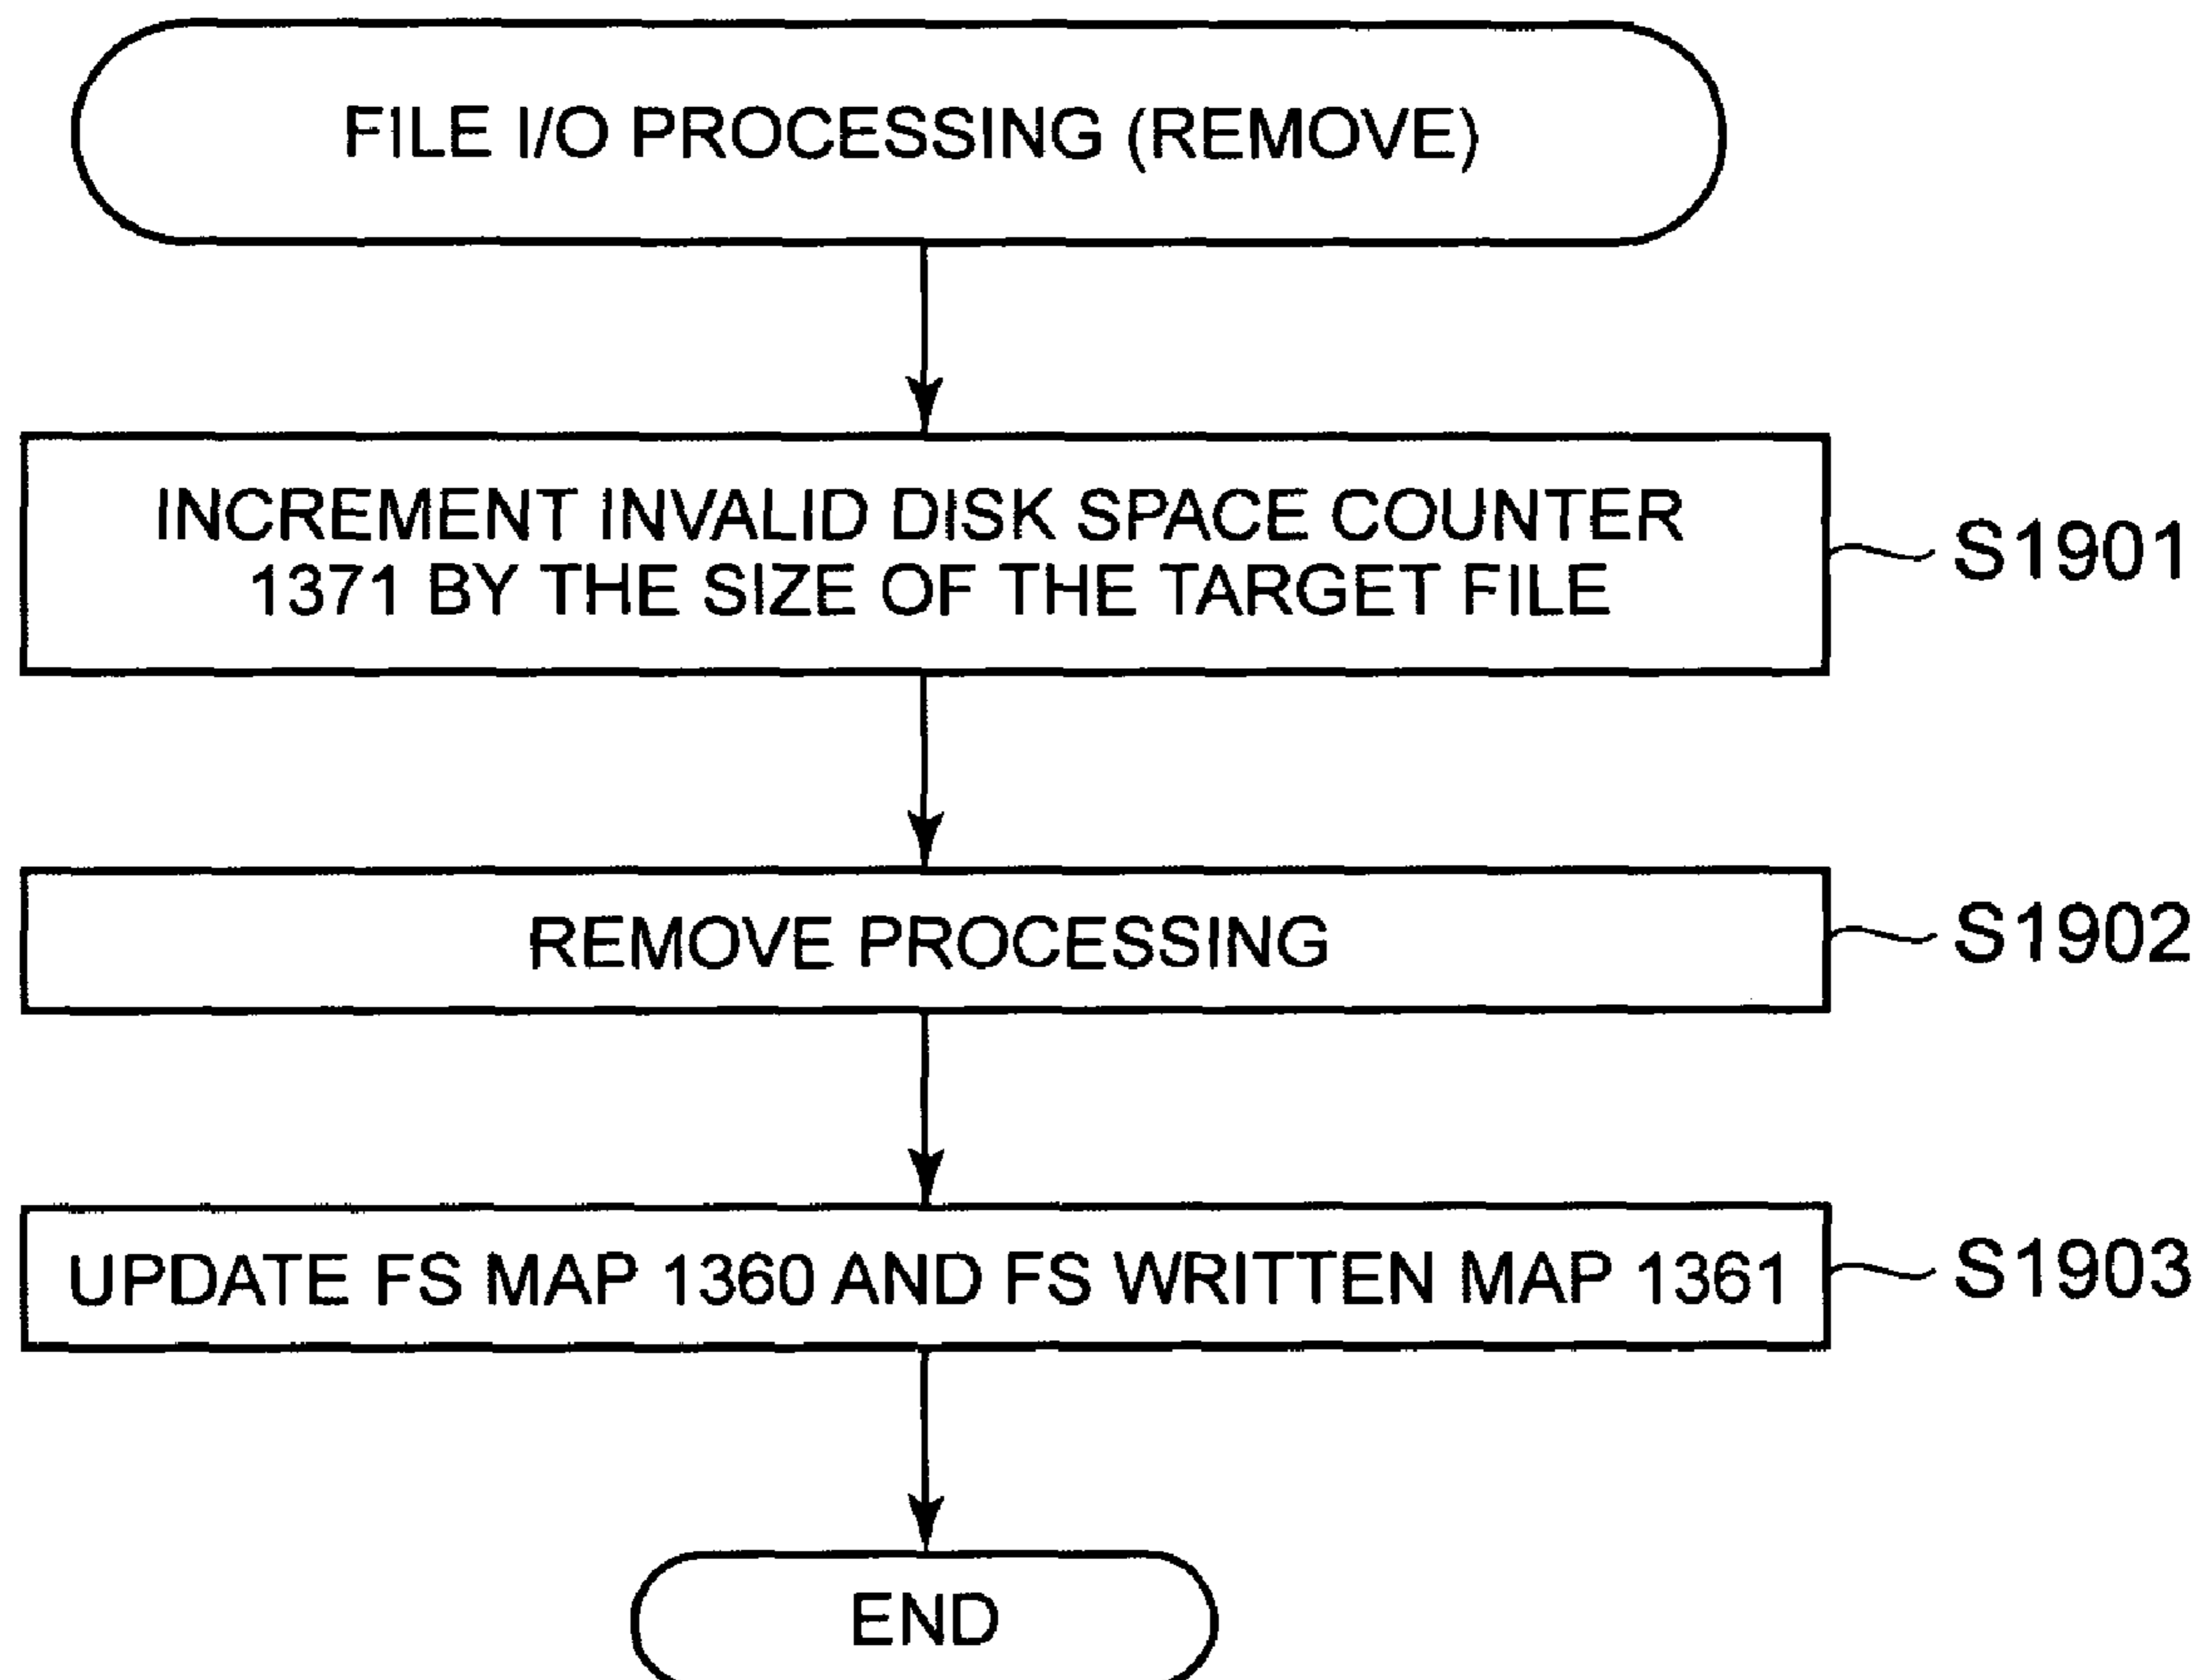 FILE I/O PROCESSING (REMOVE)
INCREMENT INVALID DISK SPACE COUNTER
1371 BY THE SIZE OF THE TARGET FILE
S1901
REMOVE PROCESSING
S1902
UPDATE FS MAP 1360 AND FS WRITTEN MAP 1361
S1903
END